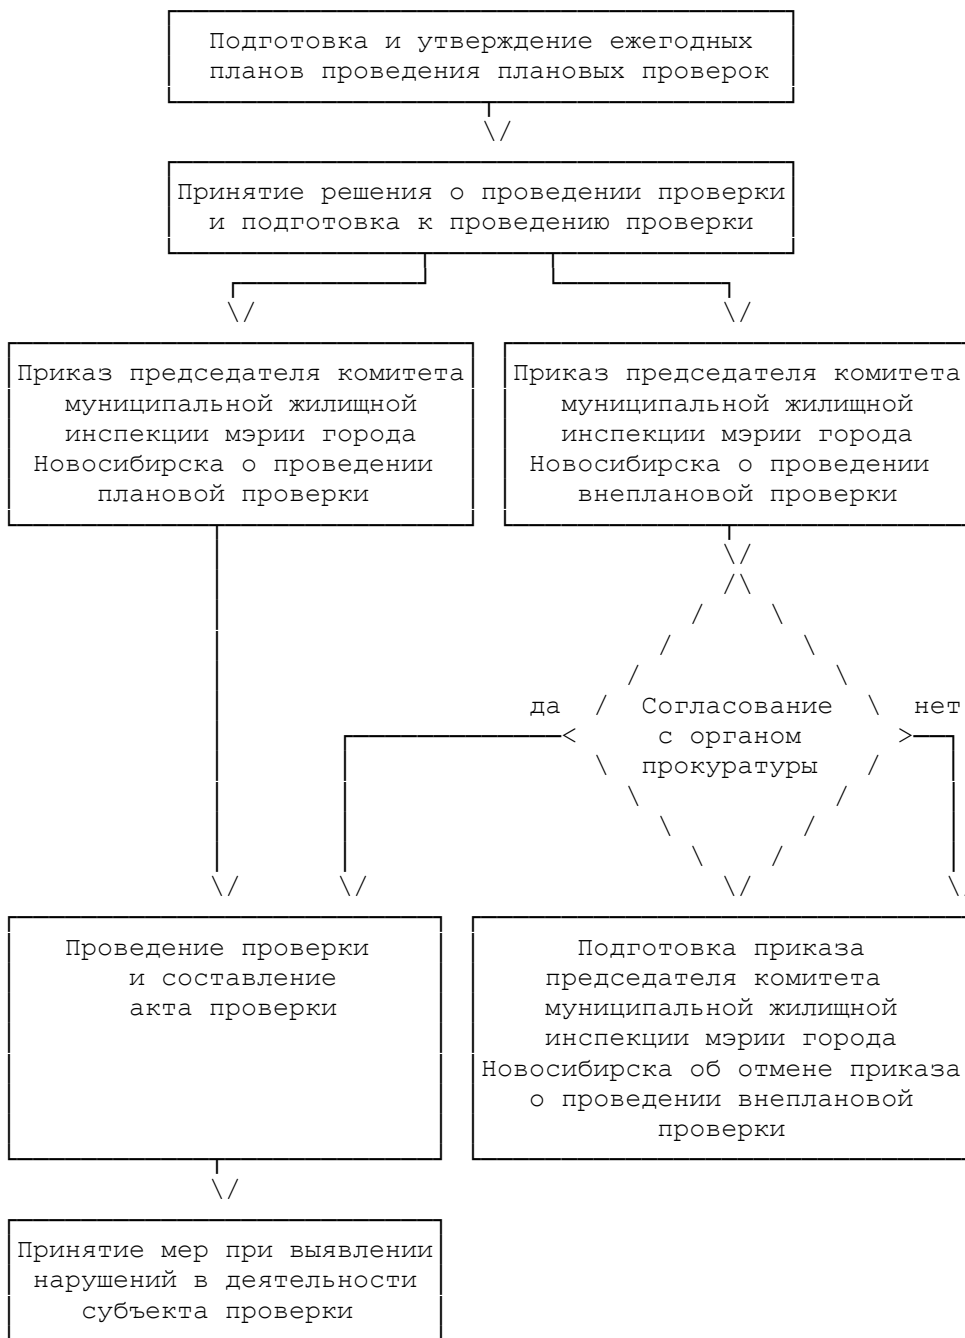 Подготовка и утверждение ежегодных
планов проведения плановых проверок
Принятие решения о проведении проверки
и подготовка к проведению проверки
Приказ председателя комитета
муниципальной жилищной
инспекции мэрии города
Новосибирска о проведении
плановой проверки
Приказ председателя комитета
муниципальной жилищной
инспекции мэрии города
Новосибирска о проведении
внеплановой проверки
да
Согласование
с органом
прокуратуры
нет
Проведение проверки
и составление
акта проверки
Подготовка приказа
председателя комитета
муниципальной жилищной
инспекции мэрии города
Новосибирска об отмене приказа
о проведении внеплановой
проверки
Принятие мер при выявлении
нарушений в деятельности
субъекта проверки